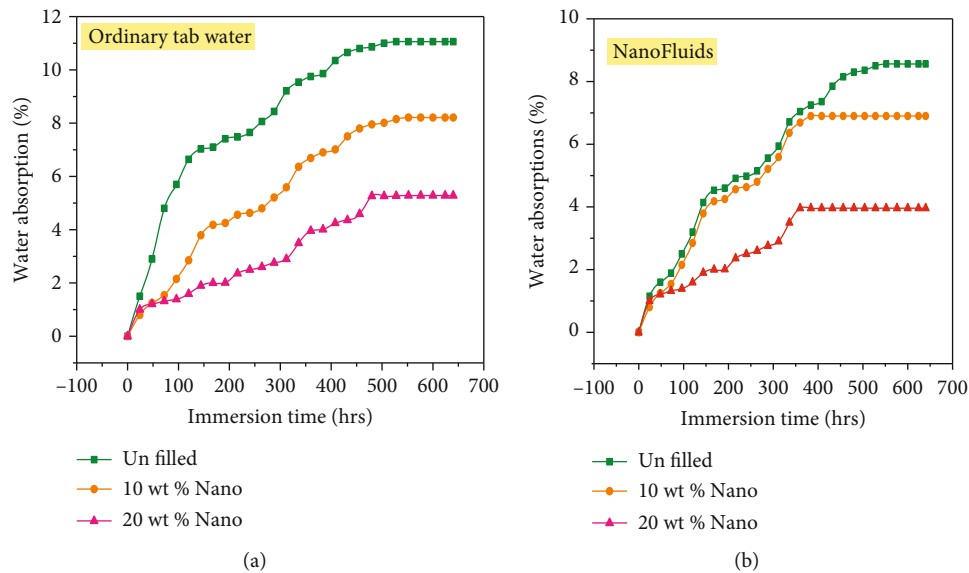 Ordinary tab water
12
10
8
6
4
2
0
Water absorption (%)
–100 0 100 200 300 400 500 600 700
Immersion time (hrs)
Un filled
10 wt % Nano
20 wt % Nano
(a)
NanoFluids
10
8
6
4
2
0
Water absorptions (%)
–100 0 100 200 300 400 500 600 700
Immersion time (hrs)
Un filled
10 wt % Nano
20 wt % Nano
(b)